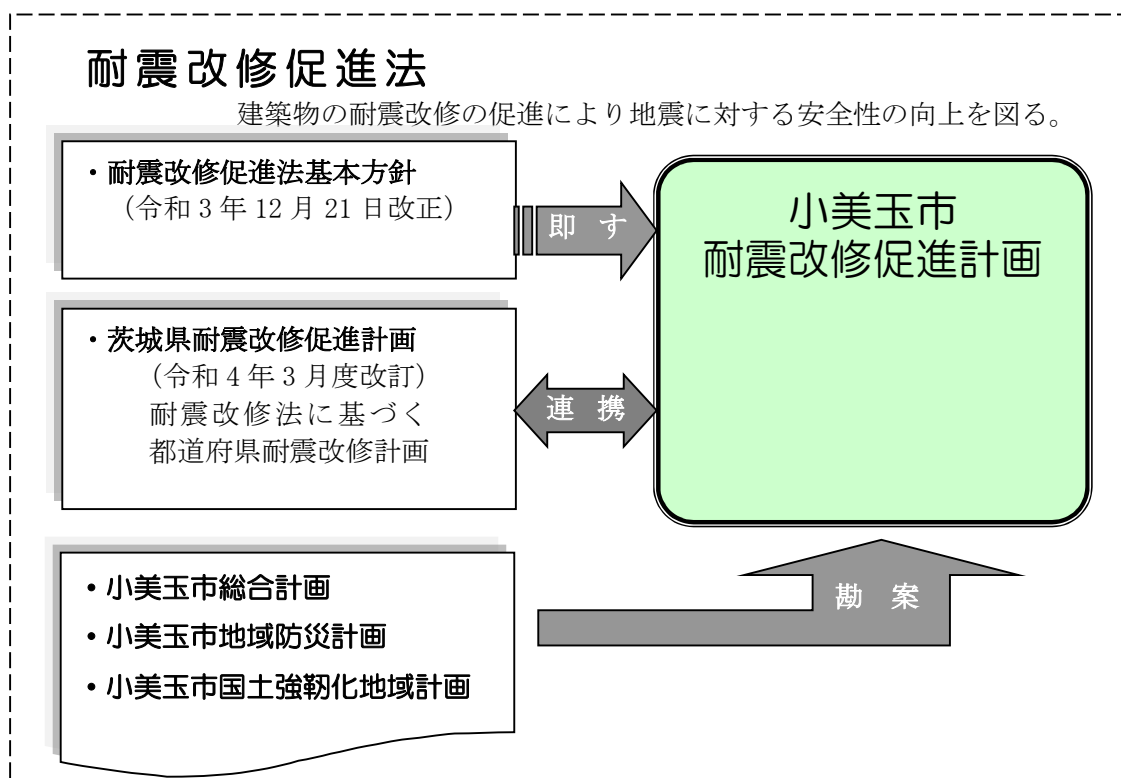 耐震改修促進法
建築物の耐震改修の促進により地震に対する安全性の向上を図る。
・耐震改修促進法基本方針
（令和3年12月21日改正）
即 す
小美玉市
耐震改修促進計画
・茨城県耐震改修促進計画
（令和4年3月度改訂）
耐震改修法に基づく
都道府県耐震改修計画
連 携
・小美玉市総合計画
・小美玉市地域防災計画
・小美玉市国土強靱化地域計画
勘 案